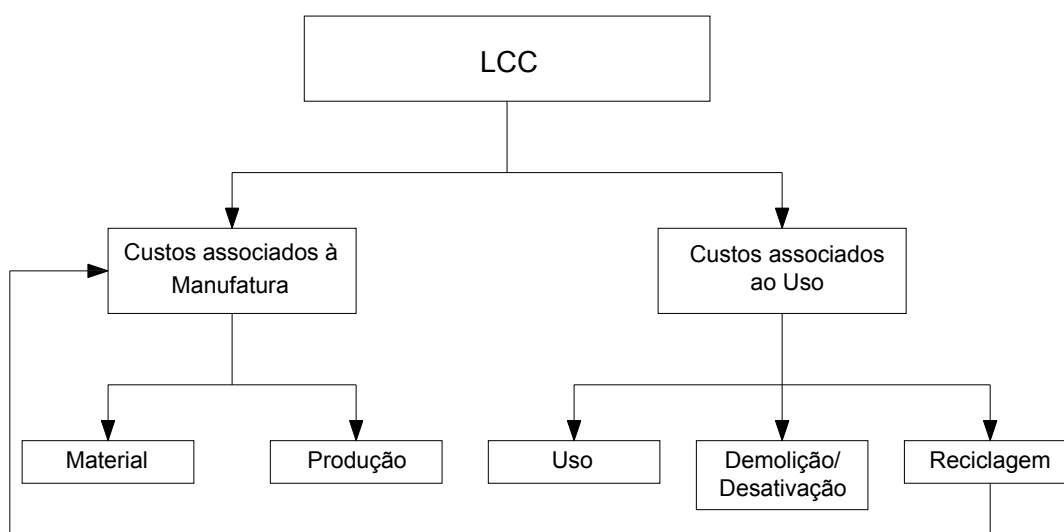 LCC
Custos associados à
Manufatura
Custos associados
ao Uso
Material
Produção
Uso
Demolição/
Desativação
Reciclagem